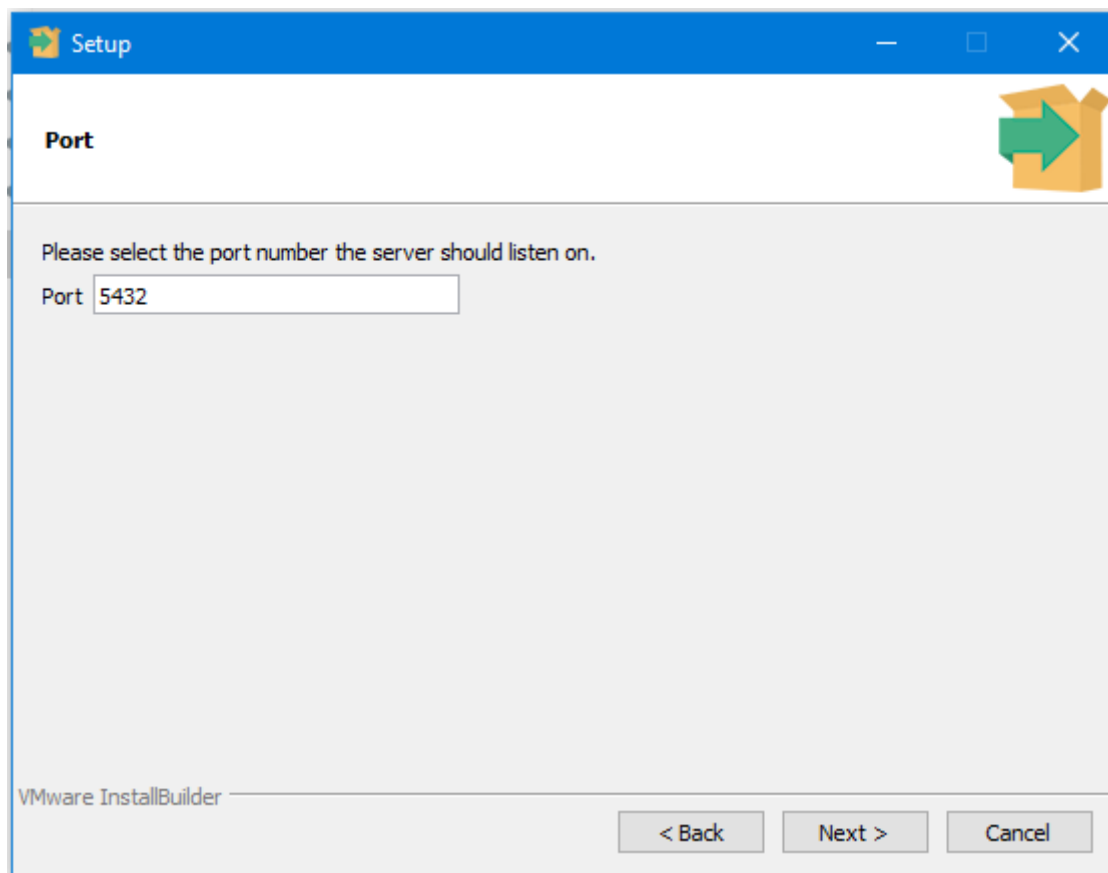 Setup
Port
Please select the port number the server should listen on.
Port 5432
VMware InstallBuilder
< Back Next > Cancel